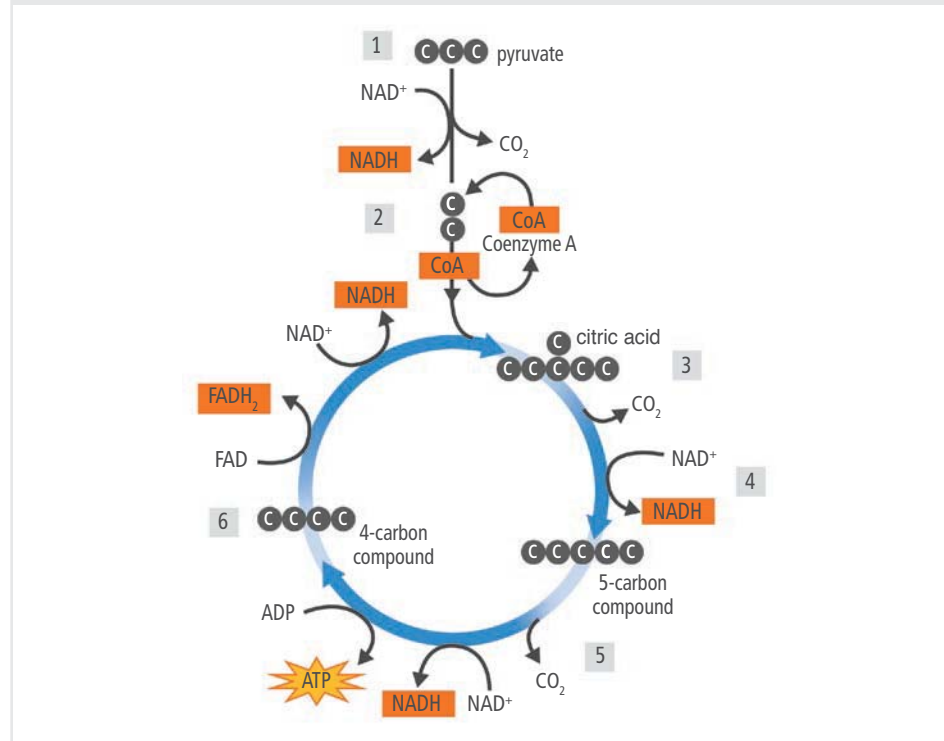 1
C C C pyruvate
NAD⁺
CO₂
NADH
C
C
2
CoA
Coenzyme A
CoA
NADH
NAD⁺
C citric acid
C C C C C
3
FADH₂
CO₂
FAD
NAD⁺
4
NADH
6
C C C C
4-carbon
compound
C C C C C
5-carbon
compound
ADP
5
ATP
CO₂
NADH
NAD⁺